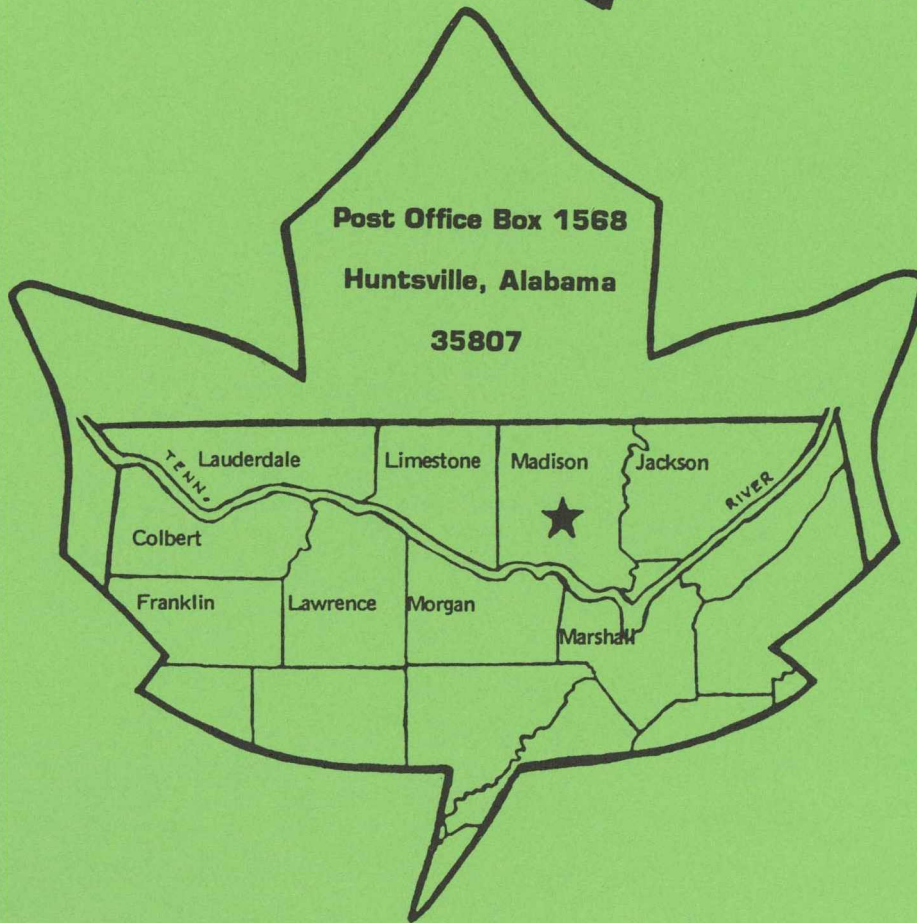 Post Office Box 1568
Huntsville, Alabama
35807
Lauderdale
Limestone
Madison
Jackson
TENN.
RIVER
Colbert
Franklin
Lawrence
Morgan
Marshall